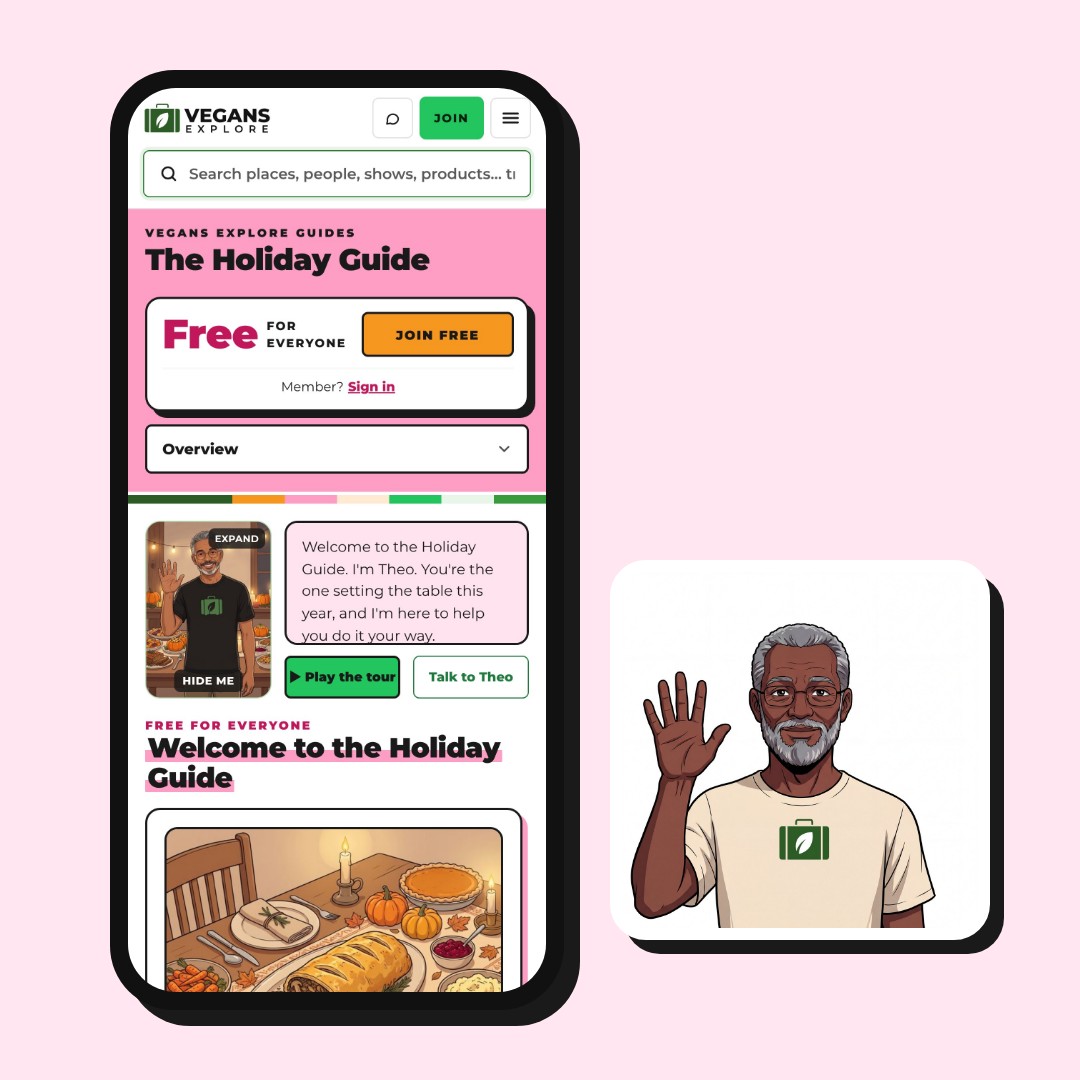 VEGANS
EXPLORE
JOIN
Search places, people, shows, products...
VEGANS EXPLORE GUIDES
The Holiday Guide
Free
FOR
EVERYONE
JOIN FREE
Member? Sign in
Overview
EXPAND
HIDE ME
Welcome to the Holiday
Guide. I'm Theo. You're the
one setting the table this
year, and I'm here to help
you do it your way.
Play the tour
Talk to Theo
FREE FOR EVERYONE
Welcome to the Holiday
Guide